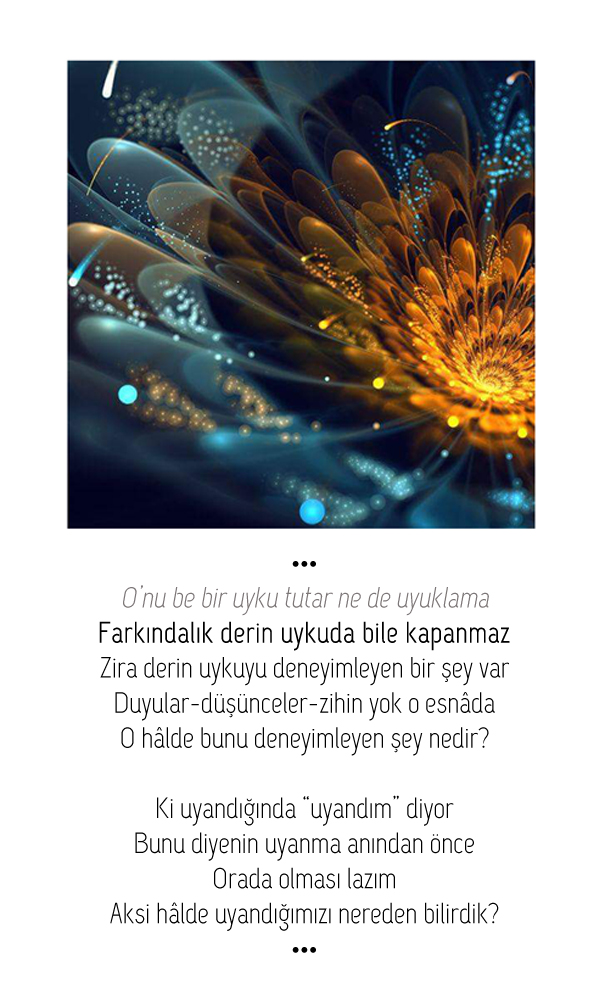 •••
O'nu be bir uyku tutar ne de uyuklama
Farkındalık derin uykuda bile kapanmaz
Zira derin uykuyu deneyimleyen bir şey var
Duyular-düşünceler-zihin yok o esnâda
O hâlde bunu deneyimleyen şey nedir?

Ki uyandığında “uyandım” diyor
Bunu diyenin uyanma anından önce
Orada olması lazım
Aksi hâlde uyandığımızı nereden bilirdik?
•••